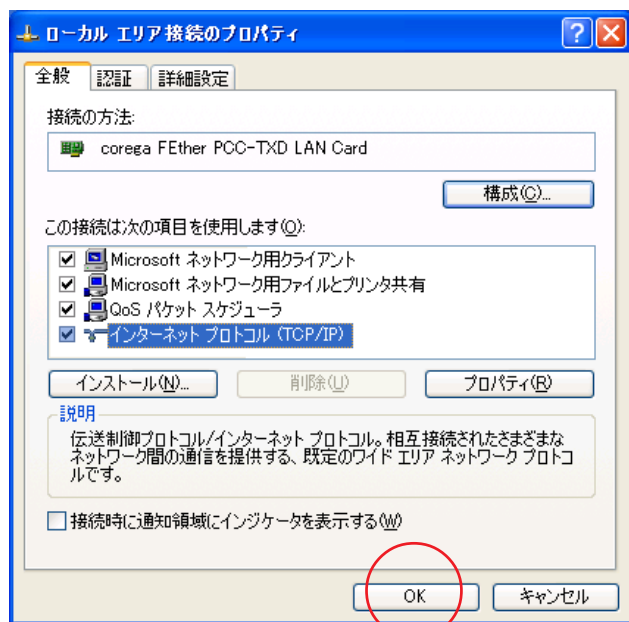 ローカル エリア接続のプロパティ
全般 認証 詳細設定
接続の方法:
corega FEther PCC-TXD LAN Card
構成(C)...
この接続は次の項目を使用します(O):
Microsoft ネットワーク用クライアント
Microsoft ネットワーク用ファイルとプリンタ共有
QoS パケット スケジューラ
インターネット プロトコル (TCP/IP)
インストール(N)... 削除(U) プロパティ(R)
説明
伝送制御プロトコル/インターネット プロトコル。相互接続されたさまざまな
ネットワーク間の通信を提供する、既定のワイド エリア ネットワーク プロトコ
ルです。
接続時に通知領域にインジケータを表示する(W)
OK キャンセル